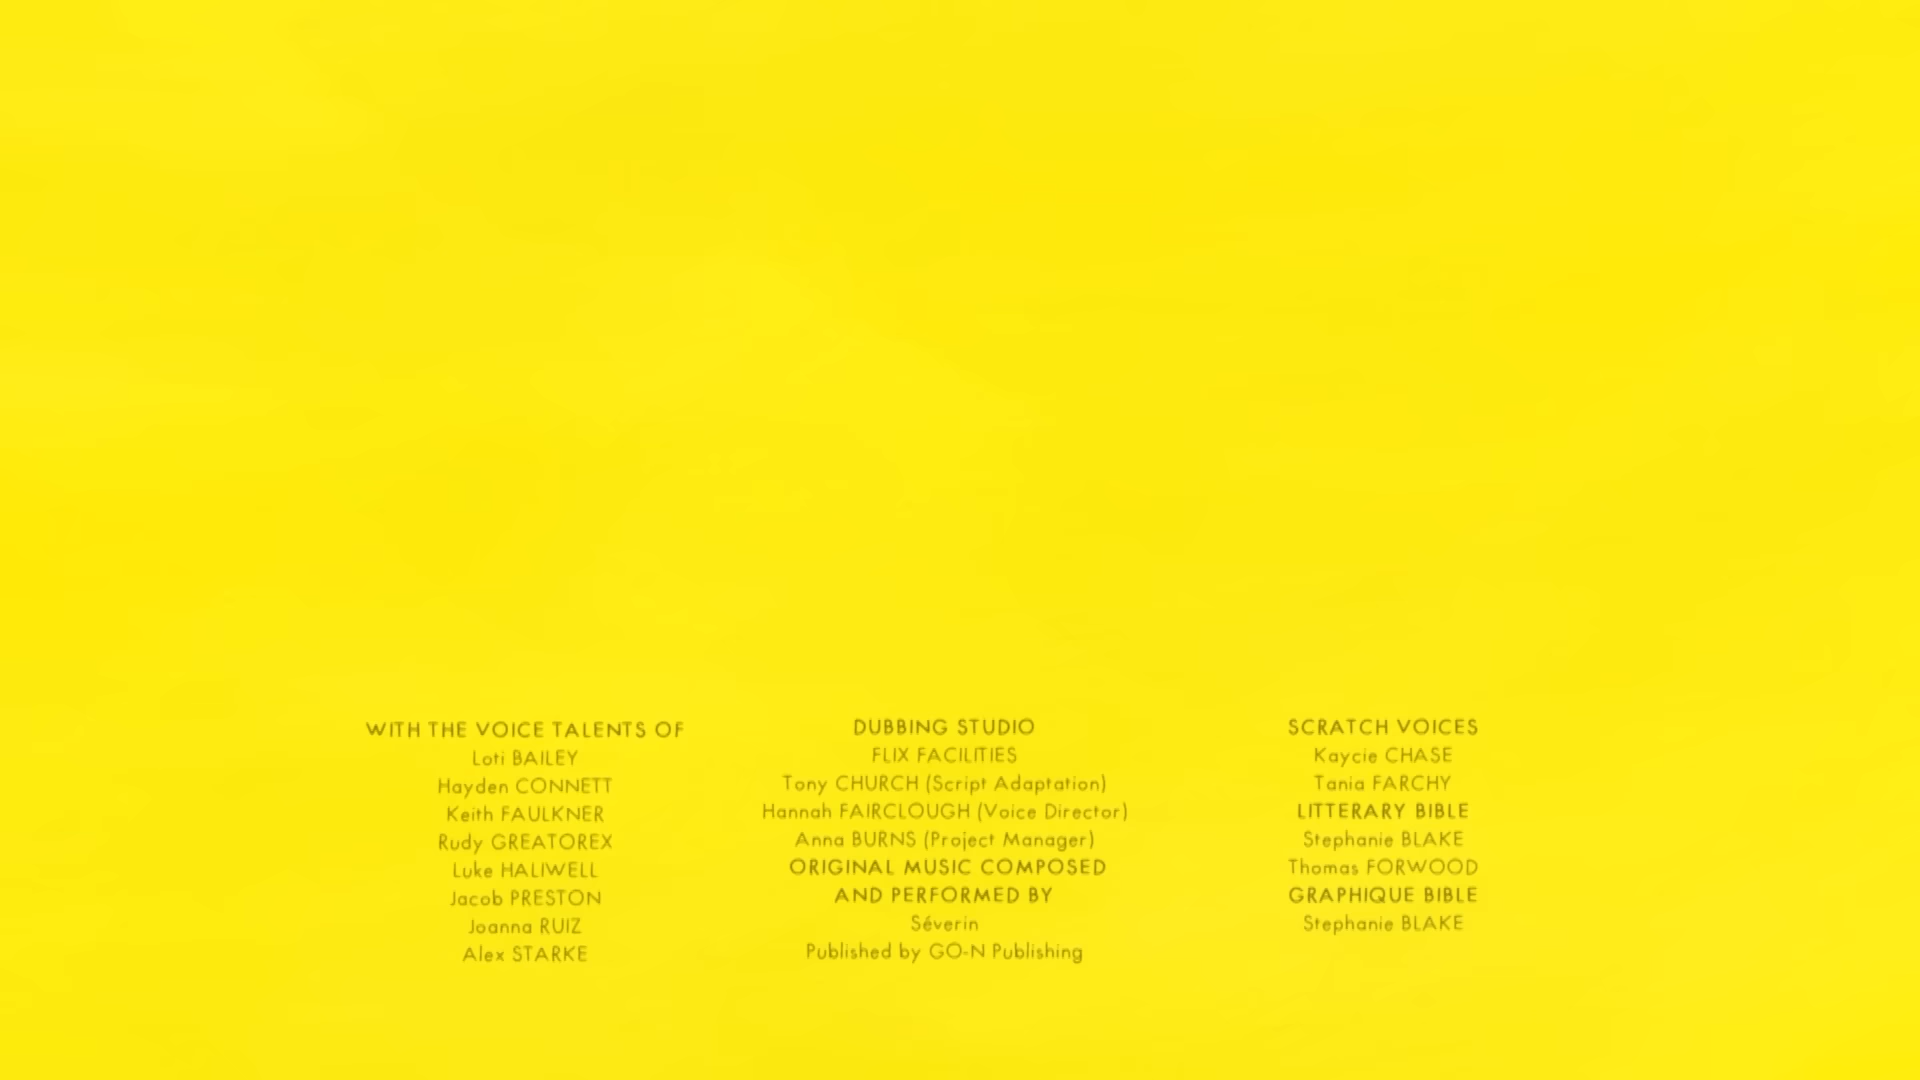 WITH THE VOICE TALENTS OF
Loti BAILEY
Hayden CONNETT
Keith FAULKNER
Rudy GREATOREX
Luke HALIWELL
Jacob PRESTON
Joanna RUIZ
Alex STARKE
DUBBING STUDIO
FLIX FACILITIES
Tony CHURCH (Script Adaptation)
Hannah FAIRCLOUGH (Voice Director)
Anna BURNS (Project Manager)
ORIGINAL MUSIC COMPOSED
AND PERFORMED BY
Séverin
Published by GO-N Publishing
SCRATCH VOICES
Kaycie CHASE
Tania FARCHY
LITTERARY BIBLE
Stephanie BLAKE
Thomas FORWOOD
GRAPHIQUE BIBLE
Stephanie BLAKE